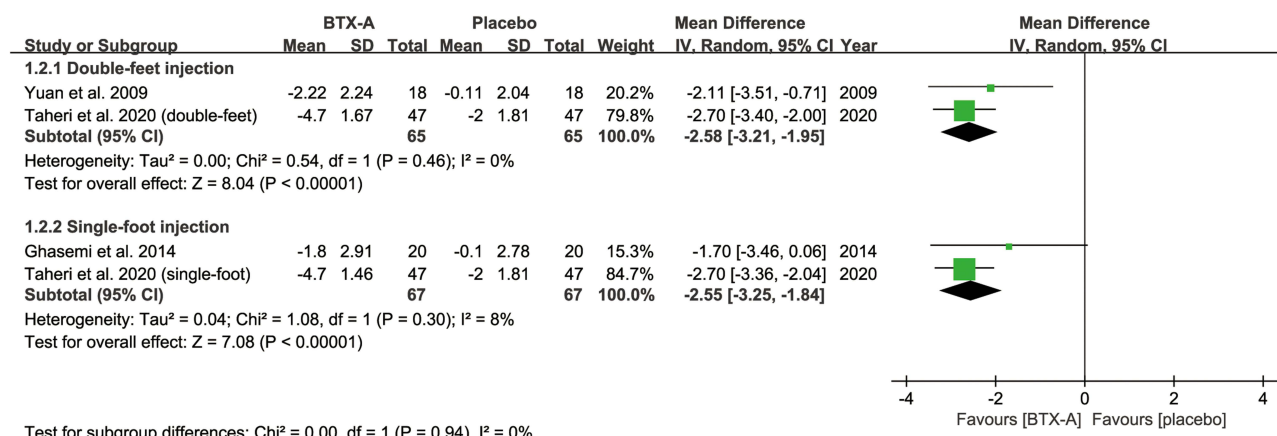 BTX-A Placebo Mean Difference Mean Difference
Study or Subgroup Mean SD Total Mean SD Total Weight IV, Random, 95% CI Year IV, Random, 95% CI
1.2.1 Double-feet injection
Yuan et al. 2009 -2.22 2.24 18 -0.11 2.04 18 20.2% -2.11 [-3.51, -0.71] 2009
Taheri et al. 2020 (double-feet) -4.7 1.67 47 -2 1.81 47 79.8% -2.70 [-3.40, -2.00] 2020
Subtotal (95% CI) 65 65 100.0% -2.58 [-3.21, -1.95]
Heterogeneity: Tau² = 0.00; Chi² = 0.54, df = 1 (P = 0.46); I² = 0%
Test for overall effect: Z = 8.04 (P < 0.00001)
1.2.2 Single-foot injection
Ghasemi et al. 2014 -1.8 2.91 20 -0.1 2.78 20 15.3% -1.70 [-3.46, 0.06] 2014
Taheri et al. 2020 (single-foot) -4.7 1.46 47 -2 1.81 47 84.7% -2.70 [-3.36, -2.04] 2020
Subtotal (95% CI) 67 67 100.0% -2.55 [-3.25, -1.84]
Heterogeneity: Tau² = 0.04; Chi² = 1.08, df = 1 (P = 0.30); I² = 8%
Test for overall effect: Z = 7.08 (P < 0.00001)
-4 -2 0 2 4
Favours [BTX-A] Favours [placebo]
Test for subgroup differences: Chi² = 0.00, df = 1 (P = 0.94), I² = 0%